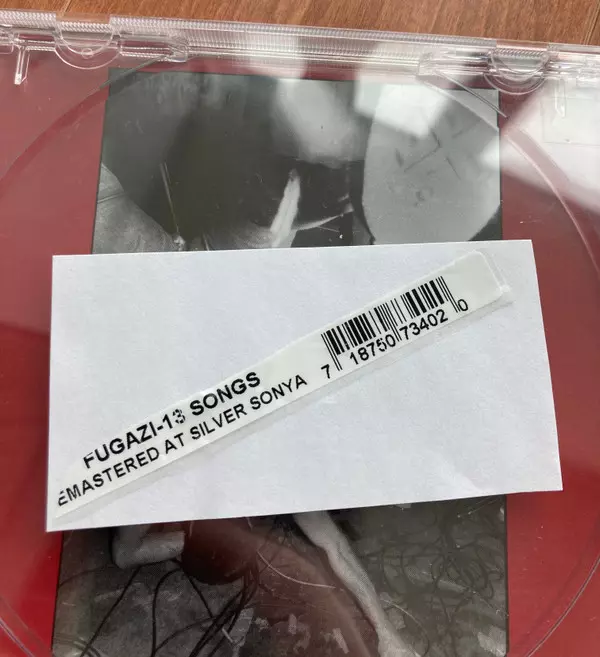 FUGAZI-13 SONGS
EMASTERED AT SILVER SONYA
7 18750 73402 0